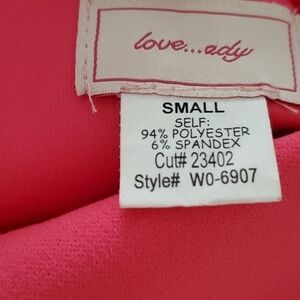 love...ady
SMALL
SELF:
94% POLYESTER
6% SPANDEX
Cut# 23402
Style# W0-6907